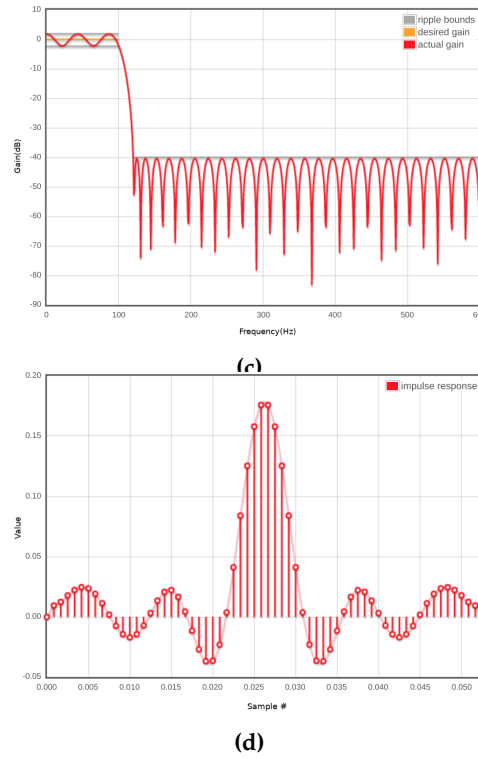 10
0
-10
-20
-30
-40
-50
-60
-70
-80
-90
Gain(dB)
ripple bounds
desired gain
actual gain
0 100 200 300 400 500
Frequency(Hz)
(c)
0.20
0.15
0.10
0.05
0.00
-0.05
Value
impulse response
0.000 0.005 0.010 0.015 0.020 0.025 0.030 0.035 0.040 0.045 0.050
Sample #
(d)